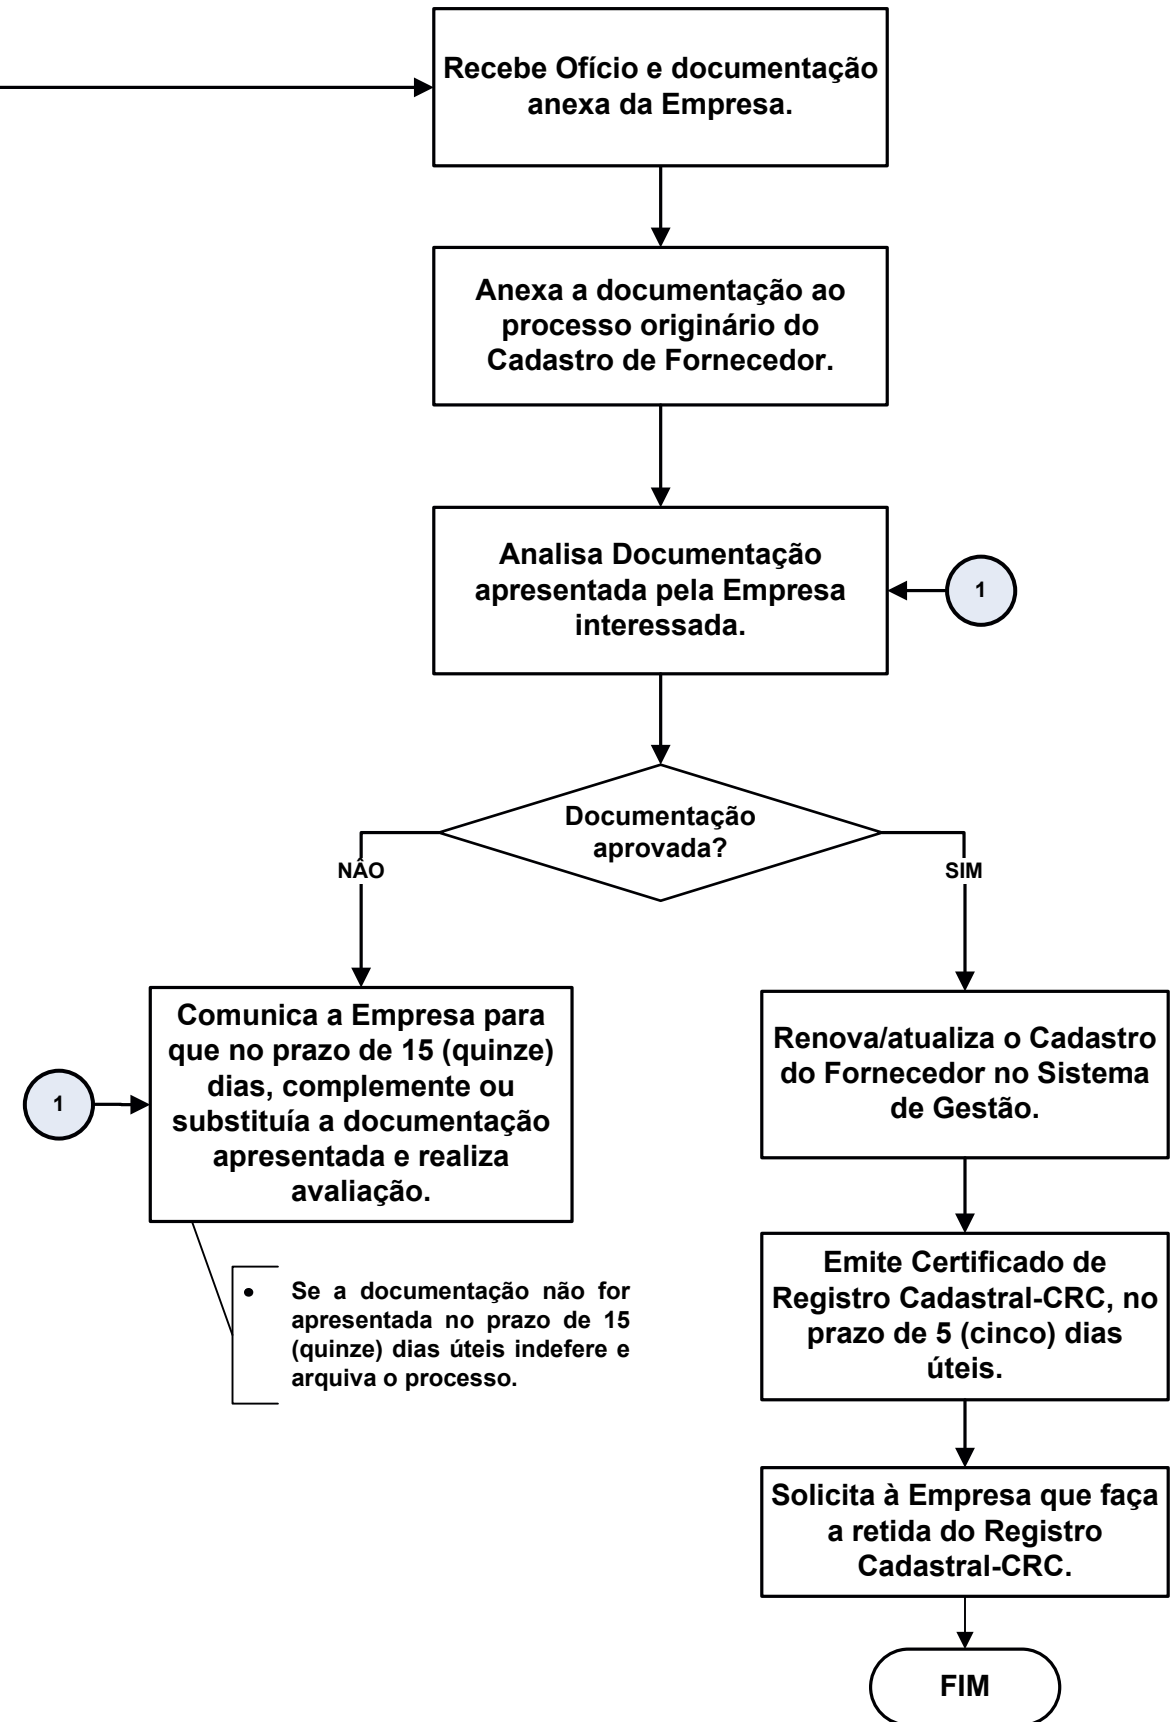 Recebe Ofício e documentação
anexa da Empresa.
Anexa a documentação ao
processo originário do
Cadastro de Fornecedor.
Analisa Documentação
apresentada pela Empresa
interessada.
1
Documentação
aprovada?
NÂO
SIM
Comunica a Empresa para
que no prazo de 15 (quinze)
dias, complemente ou
substituía a documentação
apresentada e realiza
avaliação.
1
• Se a documentação não for
apresentada no prazo de 15
(quinze) dias úteis indefere e
arquiva o processo.
Renova/atualiza o Cadastro
do Fornecedor no Sistema
de Gestão.
Emite Certificado de
Registro Cadastral-CRC, no
prazo de 5 (cinco) dias
úteis.
Solicita à Empresa que faça
a retida do Registro
Cadastral-CRC.
FIM